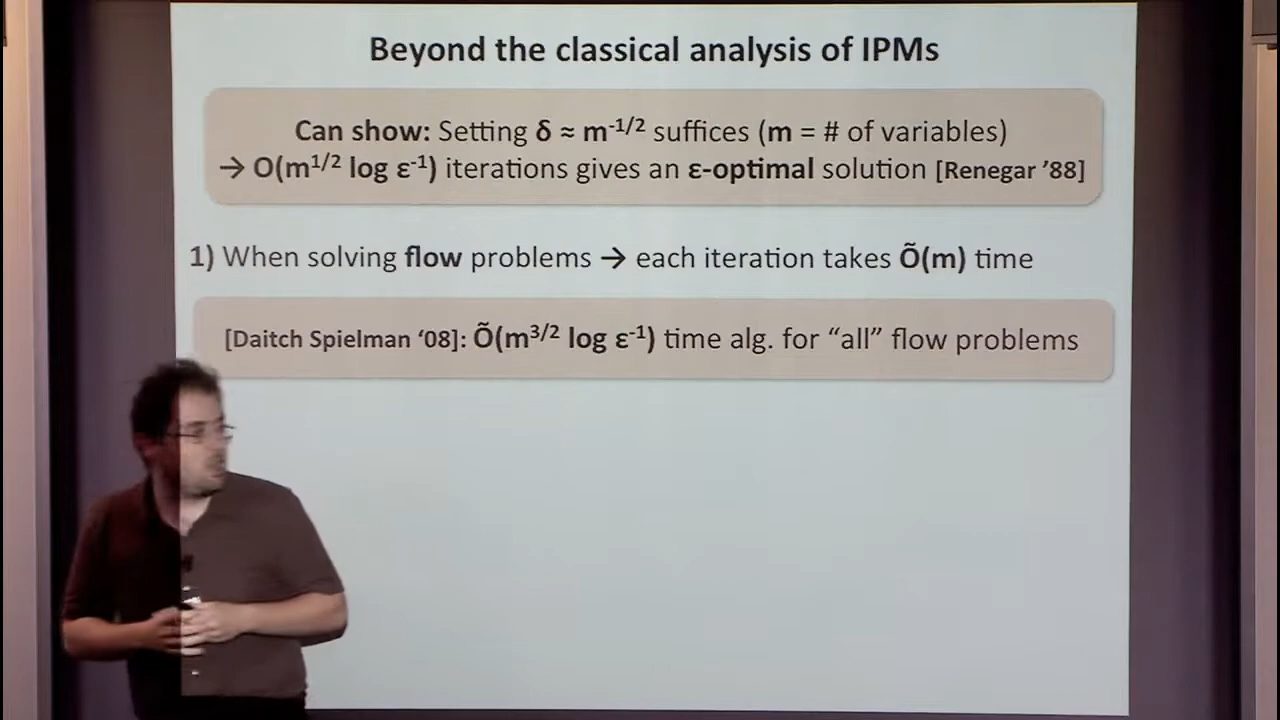 Beyond the classical analysis of IPMs
Can show: Setting δ ≈ m^-1/2 suffices (m = # of variables)
→ O(m^1/2 log ε^-1) iterations gives an ε-optimal solution [Renegar ’88]
1) When solving flow problems → each iteration takes Õ(m) time
[Daitch Spielman ‘08]: Õ(m^3/2 log ε^-1) time alg. for “all” flow problems